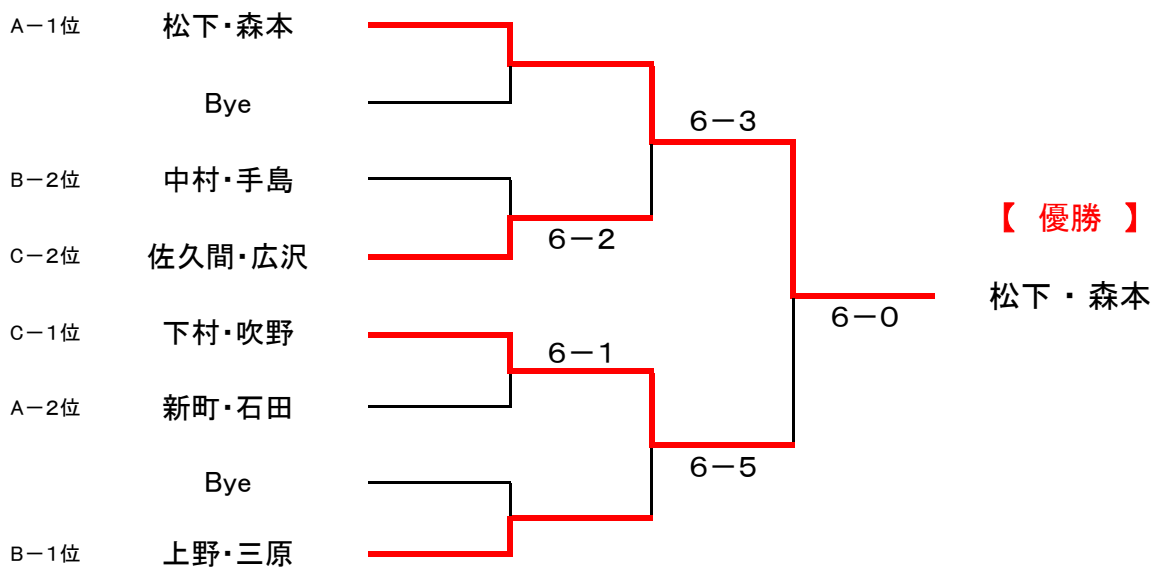 A-1位 松下・森本
Bye
6-3
B-2位 中村・手島
【 優勝 】
6-2
C-2位 佐久間・広沢
松下 ・ 森本
6-0
C-1位 下村・吹野
6-1
A-2位 新町・石田
6-5
Bye
B-1位 上野・三原